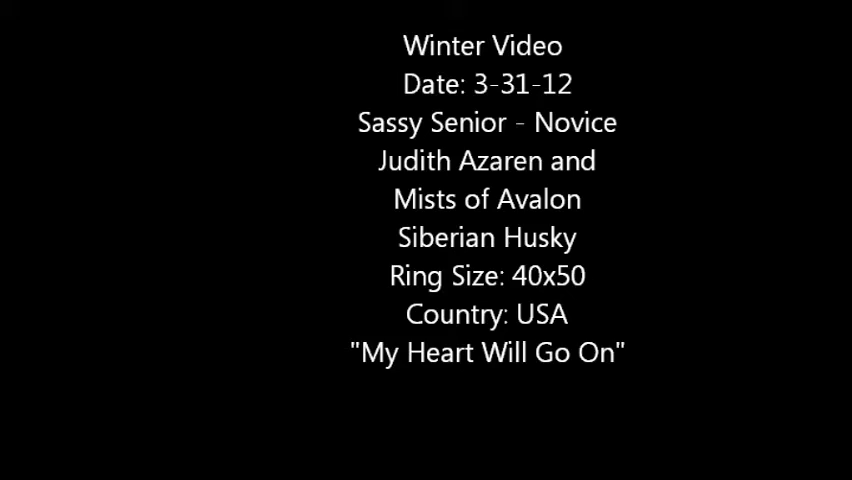 Winter Video
Date: 3-31-12
Sassy Senior - Novice
Judith Azaren and
Mists of Avalon
Siberian Husky
Ring Size: 40x50
Country: USA
"My Heart Will Go On"